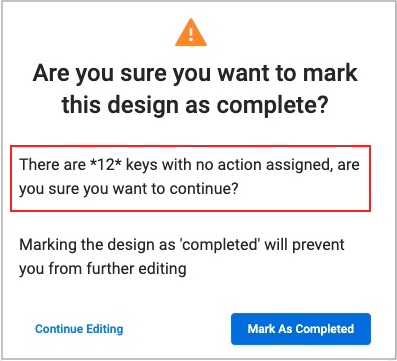 Are you sure you want to mark
this design as complete?
There are *12* keys with no action assigned, are
you sure you want to continue?
Marking the design as 'completed' will prevent
you from further editing
Continue Editing
Mark As Completed